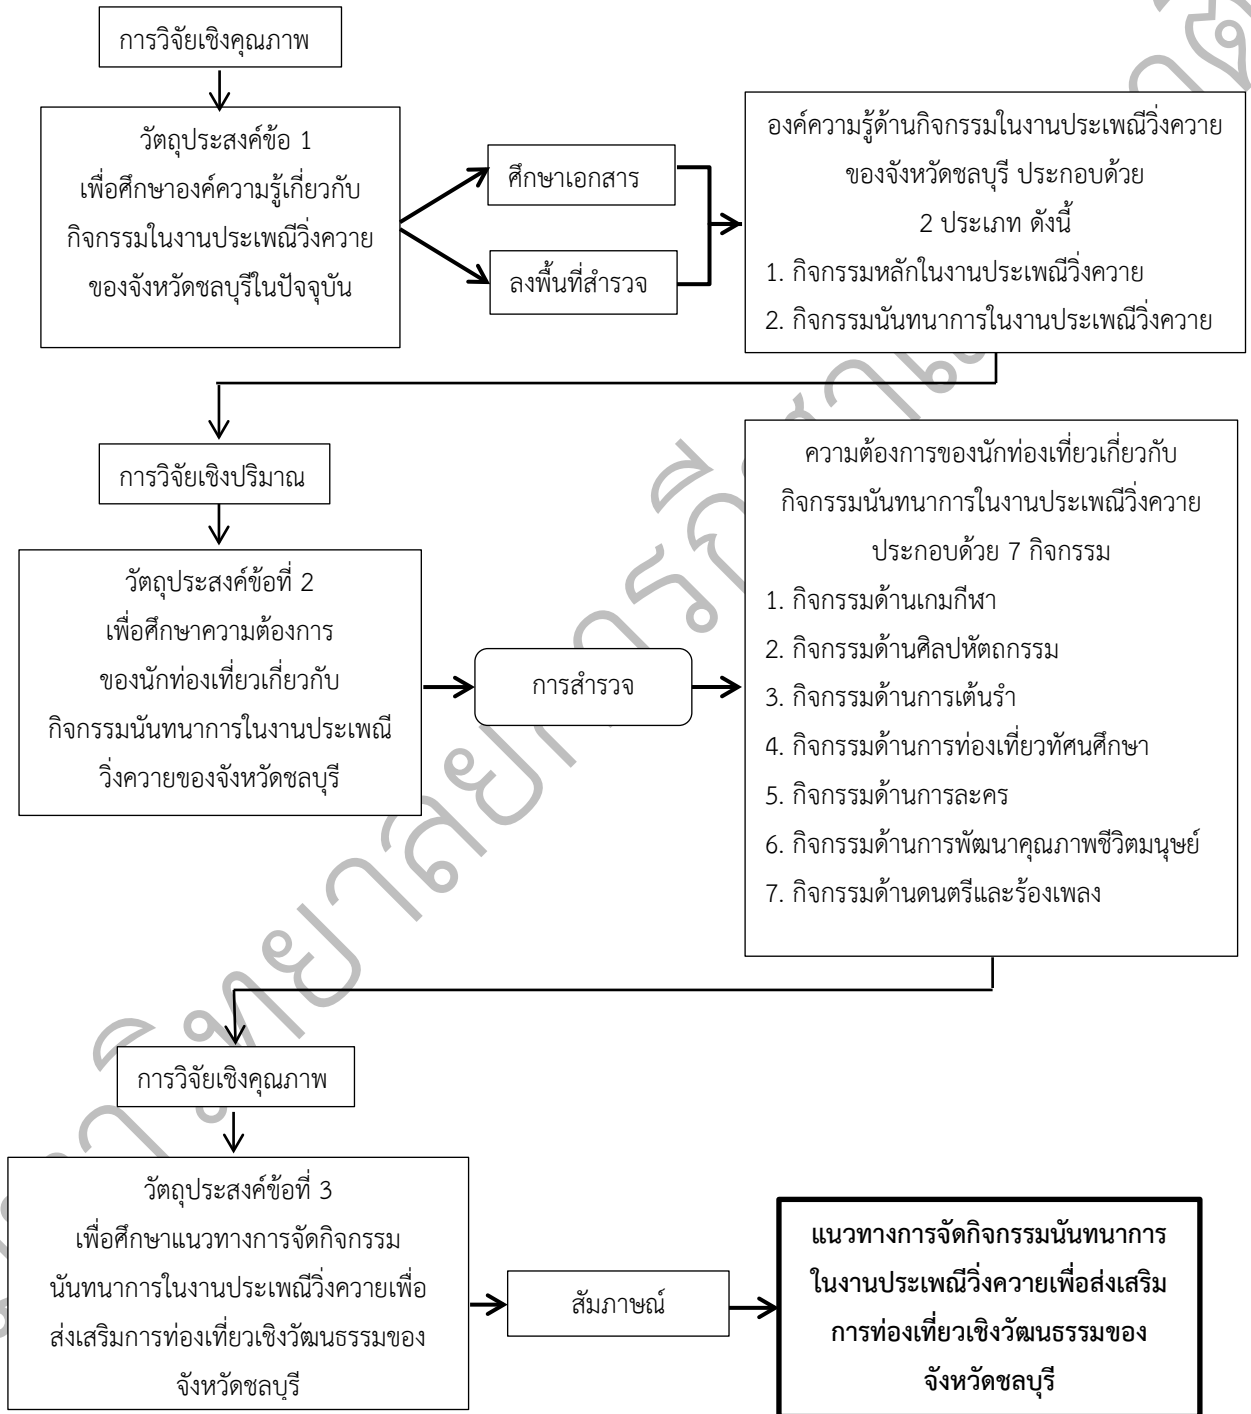 การวิจัยเชิงคุณภาพ
วัตถุประสงค์ข้อ 1
เพื่อศึกษาองค์ความรู้เกี่ยวกับ
กิจกรรมในงานประเพณีวิ่งควาย
ของจังหวัดชลบุรีในปัจจุบัน
ศึกษาเอกสาร
ลงพื้นที่สำรวจ
องค์ความรู้ด้านกิจกรรมในงานประเพณีวิ่งควาย
ของจังหวัดชลบุรี ประกอบด้วย
2 ประเภท ดังนี้
1. กิจกรรมหลักในงานประเพณีวิ่งควาย
2. กิจกรรมนันทนาการในงานประเพณีวิ่งควาย
การวิจัยเชิงปริมาณ
วัตถุประสงค์ข้อที่ 2
เพื่อศึกษาความต้องการ
ของนักท่องเที่ยวเกี่ยวกับ
กิจกรรมนันทนาการในงานประเพณี
วิ่งควายของจังหวัดชลบุรี
การสำรวจ
ความต้องการของนักท่องเที่ยวเกี่ยวกับ
กิจกรรมนันทนาการในงานประเพณีวิ่งควาย
ประกอบด้วย 7 กิจกรรม
1. กิจกรรมด้านเกมกีฬา
2. กิจกรรมด้านศิลปหัตถกรรม
3. กิจกรรมด้านการเต้นรำ
4. กิจกรรมด้านการท่องเที่ยวทัศนศึกษา
5. กิจกรรมด้านการละคร
6. กิจกรรมด้านการพัฒนาคุณภาพชีวิตมนุษย์
7. กิจกรรมด้านดนตรีและร้องเพลง
การวิจัยเชิงคุณภาพ
วัตถุประสงค์ข้อที่ 3
เพื่อศึกษาแนวทางการจัดกิจกรรม
นันทนาการในงานประเพณีวิ่งควายเพื่อ
ส่งเสริมการท่องเที่ยวเชิงวัฒนธรรมของ
จังหวัดชลบุรี
สัมภาษณ์
แนวทางการจัดกิจกรรมนันทนาการ
ในงานประเพณีวิ่งควายเพื่อส่งเสริม
การท่องเที่ยวเชิงวัฒนธรรมของ
จังหวัดชลบุรี